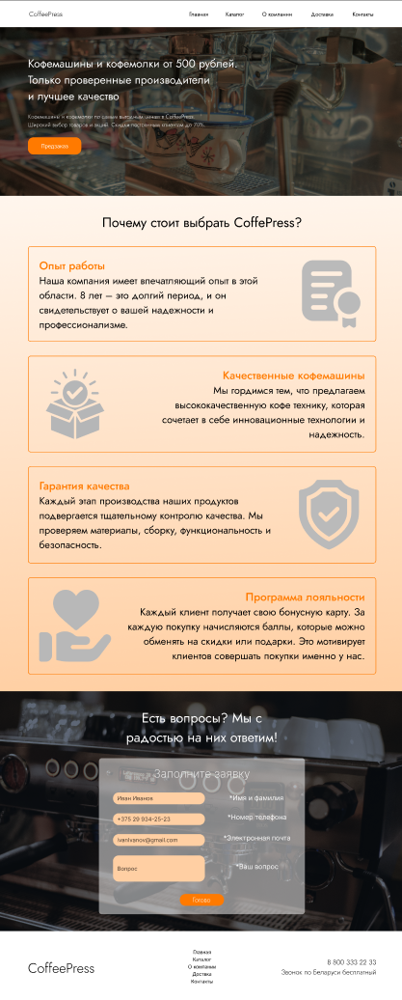 CoffeePress
Главная Каталог О компании Доставка Контакты
Кофемашины и кофемолки от 500 рублей.
Только проверенные производители
и лучшее качество
Кофемашины и кофемолки по самым выгодным ценам в CoffeePress.
Широкий выбор товаров и акций. Скидки постоянным клиентам до 70%.
Предзаказ
Почему стоит выбрать CoffePress?
Опыт работы
Наша компания имеет впечатляющий опыт в этой
области. 8 лет – это долгий период, и он
свидетельствует о вашей надежности и
профессионализме.
Качественные кофемашины
Мы гордимся тем, что предлагаем
высококачественную кофе технику, которая
сочетает в себе инновационные технологии и
надежность.
Гарантия качества
Каждый этап производства наших продуктов
подвергается тщательному контролю качества. Мы
проверяем материалы, сборку, функциональность и
безопасность.
Программа лояльности
Каждый клиент получает свою бонусную карту. За
каждую покупку начисляются баллы, которые можно
обменять на скидки или подарки. Это мотивирует
клиентов совершать покупки именно у нас.
Есть вопросы? Мы с
радостью на них ответим!
Заполните заявку
Иван Иванов *Имя и фамилия
+375 29 934-25-23 *Номер телефона
ivanivanov@gmail.com *Электронная почта
Вопрос *Ваш вопрос
Готово
CoffeePress
Главная
Каталог
О компании
Доставка
Контакты
8 800 333 22 33
Звонок по Беларуси бесплатный